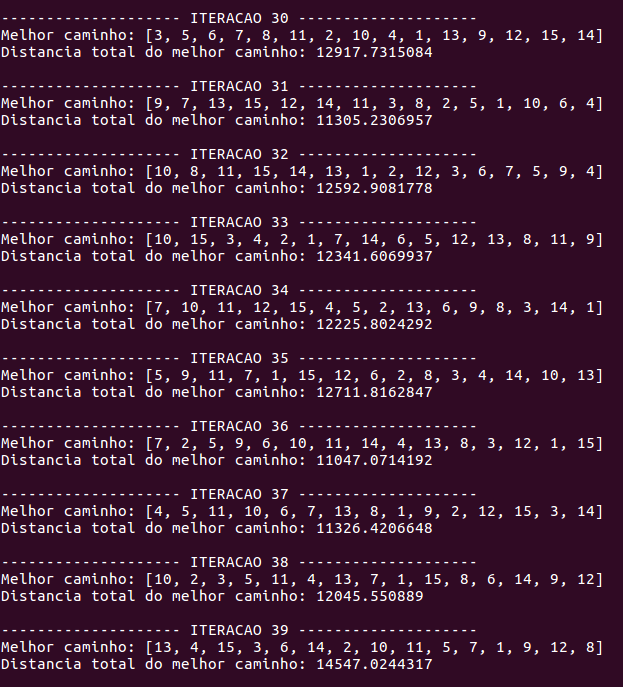 -------------------- ITERACAO 30 --------------------
Melhor caminho: [3, 5, 6, 7, 8, 11, 2, 10, 4, 1, 13, 9, 12, 15, 14]
Distancia total do melhor caminho: 12917.7315084
-------------------- ITERACAO 31 --------------------
Melhor caminho: [9, 7, 13, 15, 12, 14, 11, 3, 8, 2, 5, 1, 10, 6, 4]
Distancia total do melhor caminho: 11305.2306957
-------------------- ITERACAO 32 --------------------
Melhor caminho: [10, 8, 11, 15, 14, 13, 1, 2, 12, 3, 6, 7, 5, 9, 4]
Distancia total do melhor caminho: 12592.9081778
-------------------- ITERACAO 33 --------------------
Melhor caminho: [10, 15, 3, 4, 2, 1, 7, 14, 6, 5, 12, 13, 8, 11, 9]
Distancia total do melhor caminho: 12341.6069937
-------------------- ITERACAO 34 --------------------
Melhor caminho: [7, 10, 11, 12, 15, 4, 5, 2, 13, 6, 9, 8, 3, 14, 1]
Distancia total do melhor caminho: 12225.8024292
-------------------- ITERACAO 35 --------------------
Melhor caminho: [5, 9, 11, 7, 1, 15, 12, 6, 2, 8, 3, 4, 14, 10, 13]
Distancia total do melhor caminho: 12711.8162847
-------------------- ITERACAO 36 --------------------
Melhor caminho: [7, 2, 5, 9, 6, 10, 11, 14, 4, 13, 8, 3, 12, 1, 15]
Distancia total do melhor caminho: 11047.0714192
-------------------- ITERACAO 37 --------------------
Melhor caminho: [4, 5, 11, 10, 6, 7, 13, 8, 1, 9, 2, 12, 15, 3, 14]
Distancia total do melhor caminho: 11326.4206648
-------------------- ITERACAO 38 --------------------
Melhor caminho: [10, 2, 3, 5, 11, 4, 13, 7, 1, 15, 8, 6, 14, 9, 12]
Distancia total do melhor caminho: 12045.550889
-------------------- ITERACAO 39 --------------------
Melhor caminho: [13, 4, 15, 3, 6, 14, 2, 10, 11, 5, 7, 1, 9, 12, 8]
Distancia total do melhor caminho: 14547.0244317